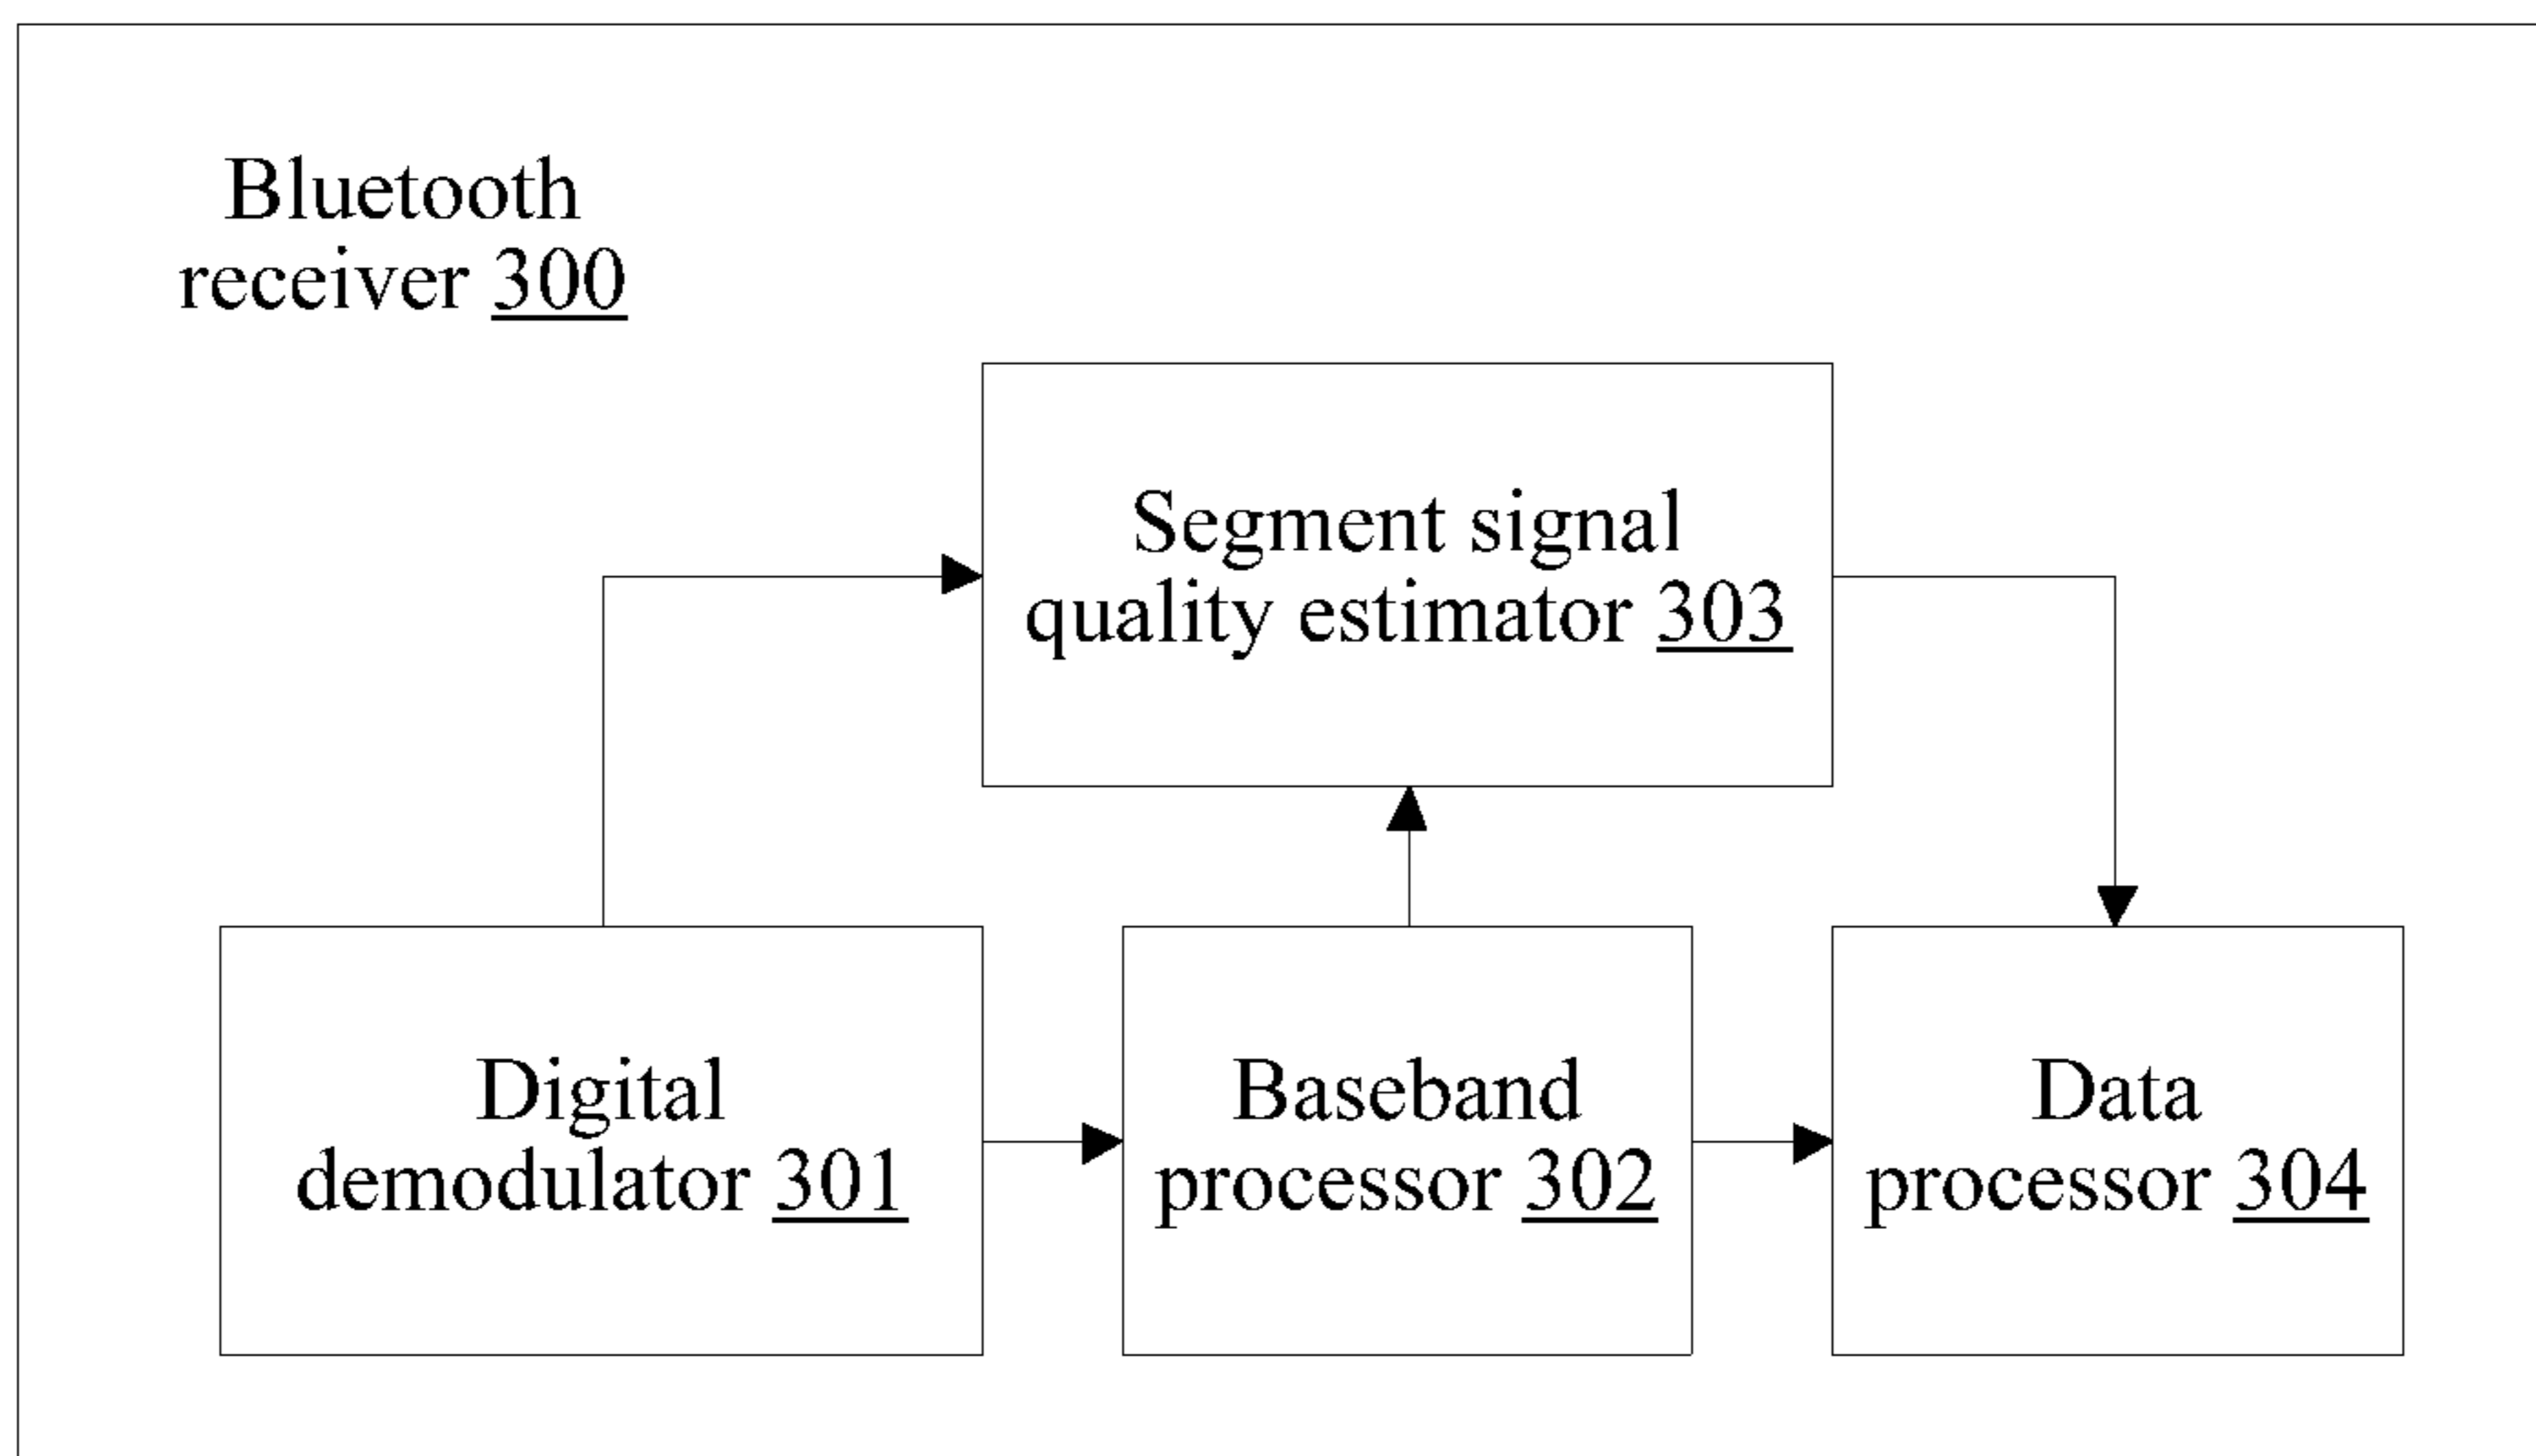 Bluetooth
receiver 300
Segment signal
quality estimator 303
Digital
demodulator 301
Baseband
processor 302
Data
processor 304